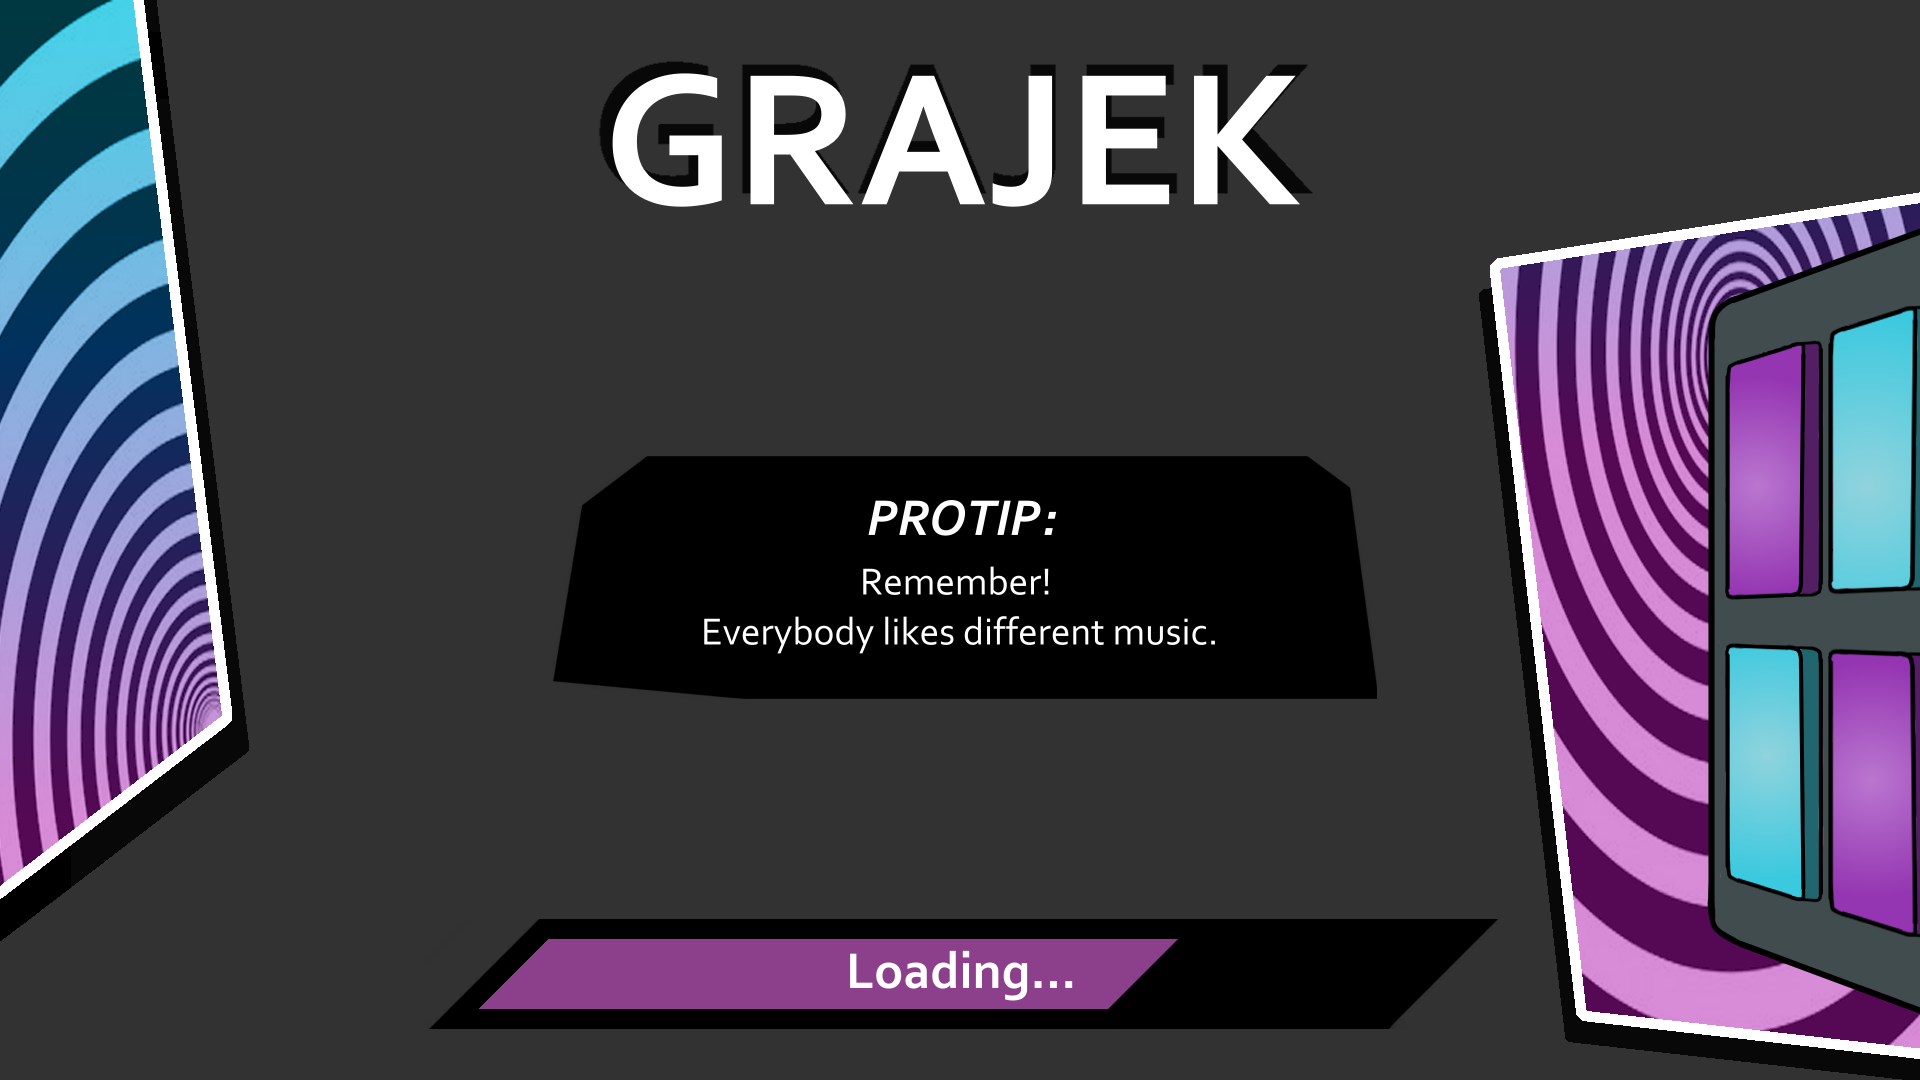 GRAJEK
PROTIP:
Remember!
Everybody likes different music.
Loading...